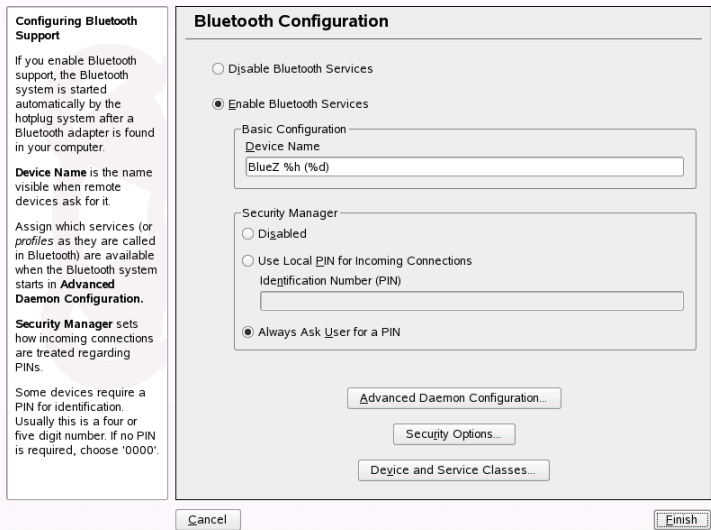 Configuring Bluetooth
Support
If you enable Bluetooth
support, the Bluetooth
system is started
automatically by the
hotplug system after a
Bluetooth adapter is found
in your computer.
Device Name is the name
visible when remote
devices ask for it.
Assign which services (or
profiles as they are called
in Bluetooth) are available
when the Bluetooth system
starts in Advanced
Daemon Configuration.
Security Manager sets
how incoming connections
are treated regarding
PINs.
Some devices require a
PIN for identification.
Usually this is a four or
five digit number. If no PIN
is required, choose '0000'.
Bluetooth Configuration
Disable Bluetooth Services
Enable Bluetooth Services
Basic Configuration
Device Name
BlueZ %h (%d)
Security Manager
Disabled
Use Local PIN for Incoming Connections
Identification Number (PIN)
Always Ask User for a PIN
Advanced Daemon Configuration...
Security Options...
Device and Service Classes...
Cancel
Finish